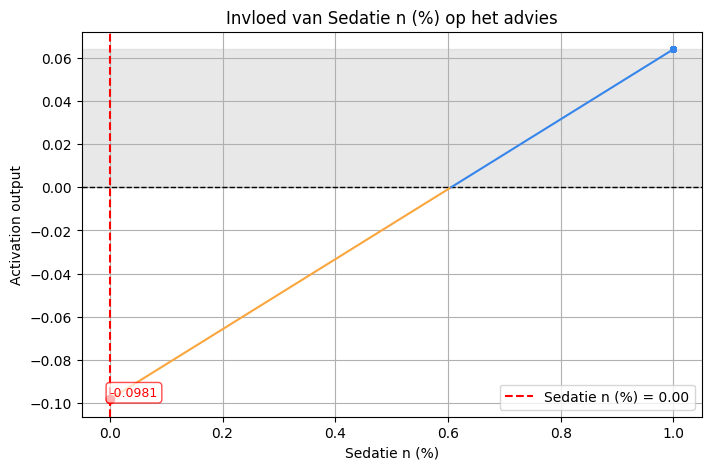 Invloed van Sedatie n (%) op het advies
Activation output
0.06
0.04
0.02
0.00
−0.02
−0.04
−0.06
−0.08
−0.10
-0.0981
Sedatie n (%) = 0.00
0.0 0.2 0.4 0.6 0.8 1.0
Sedatie n (%)